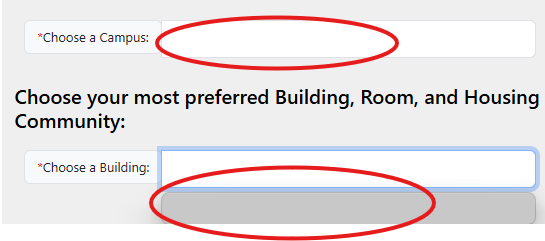 *Choose a Campus:
Choose your most preferred Building, Room, and Housing
Community:
*Choose a Building: